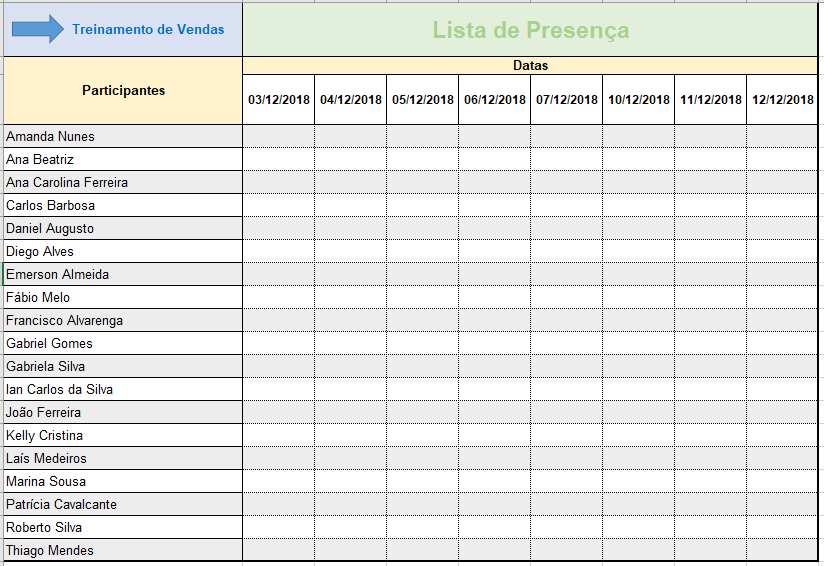 Treinamento de Vendas
Lista de Presença
Datas
Participantes
03/12/2018 04/12/2018 05/12/2018 06/12/2018 07/12/2018 10/12/2018 11/12/2018 12/12/2018
Amanda Nunes
Ana Beatriz
Ana Carolina Ferreira
Carlos Barbosa
Daniel Augusto
Diego Alves
Emerson Almeida
Fábio Melo
Francisco Alvarenga
Gabriel Gomes
Gabriela Silva
Ian Carlos da Silva
João Ferreira
Kelly Cristina
Laís Medeiros
Marina Sousa
Patrícia Cavalcante
Roberto Silva
Thiago Mendes